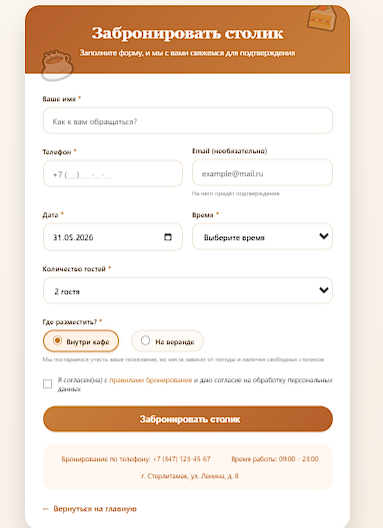 Забронировать столик
Заполните форму, и мы с вами свяжемся для подтверждения
Ваше имя *
Как к вам обращаться?
Телефон *
Email (необязательно)
+7 (__) ___-__-__
example@mail.ru
На него придёт подтверждение
Дата *
Время *
31.05.2026
Выберите время
Количество гостей *
2 гостя
Где разместить? *
Внутри кафе
На веранде
Мы постараемся учесть ваше пожелание, но места зависят от погоды и наличия свободных столиков
Я согласен(на) с правилами бронирования и даю согласие на обработку персональных
данных
Забронировать столик
Бронирование по телефону: +7 (347) 123-45-67
Время работы: 09:00 – 23:00
г. Стерлитамак, ул. Ленина, д. 8
← Вернуться на главную